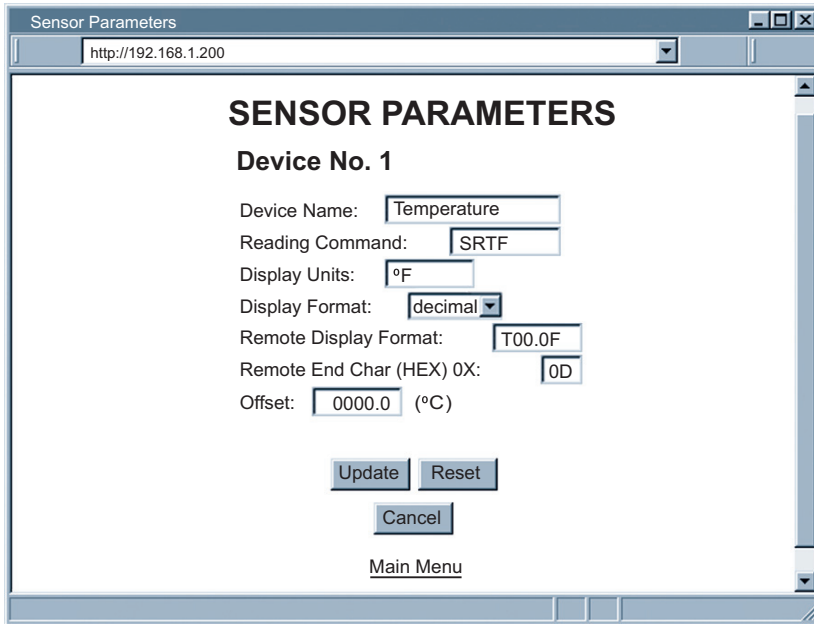 Sensor Parameters
http://192.168.1.200
SENSOR PARAMETERS
Device No. 1
Device Name: Temperature
Reading Command: SRTF
Display Units: ºF
Display Format: decimal
Remote Display Format: T00.0F
Remote End Char (HEX) 0X: 0D
Offset: 0000.0 (ºC)
Update Reset
Cancel
Main Menu